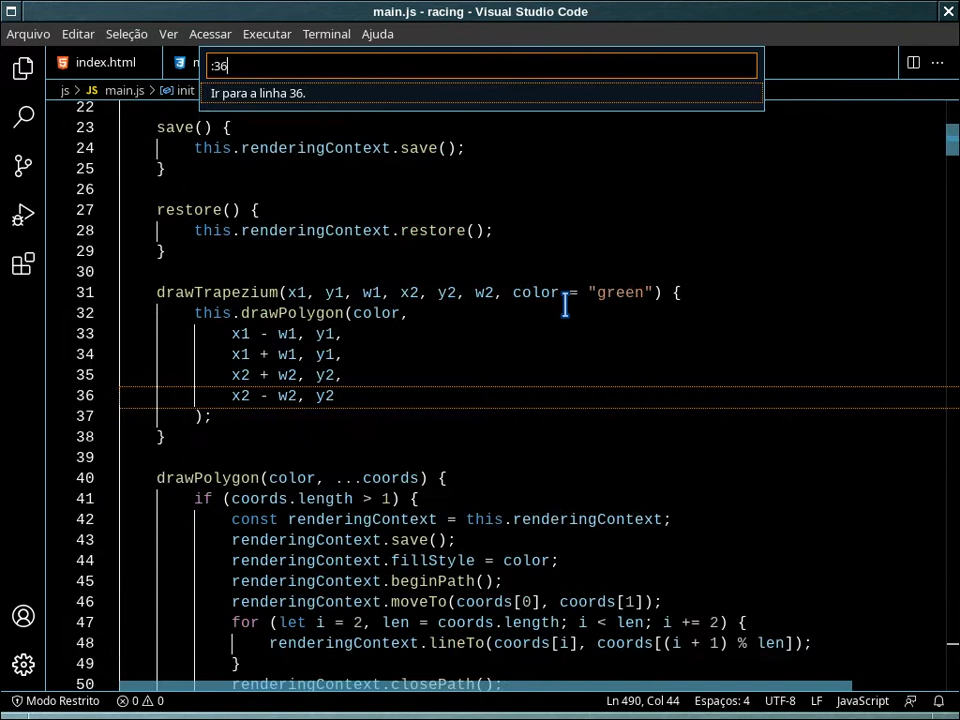 main.js - racing - Visual Studio Code
Arquivo Editar Seleção Ver Acessar Executar Terminal Ajuda
index.html
:36
Ir para a linha 36.
js > JS main.js > init
22
23 save() {
24 this.renderingContext.save();
25 }
26
27 restore() {
28 this.renderingContext.restore();
29 }
30
31 drawTrapezium(x1, y1, w1, x2, y2, w2, color = "green") {
32 this.drawPolygon(color,
33 x1 - w1, y1,
34 x1 + w1, y1,
35 x2 + w2, y2,
36 x2 - w2, y2
37 );
38 }
39
40 drawPolygon(color, ...coords) {
41 if (coords.length > 1) {
42 const renderingContext = this.renderingContext;
43 renderingContext.save();
44 renderingContext.fillStyle = color;
45 renderingContext.beginPath();
46 renderingContext.moveTo(coords[0], coords[1]);
47 for (let i = 2, len = coords.length; i < len; i += 2) {
48 renderingContext.lineTo(coords[i], coords[(i + 1) % len]);
49 }
50 renderingContext.closePath();
Modo Restrito 0 0 Ln 490, Col 44 Espaços: 4 UTF-8 LF JavaScript